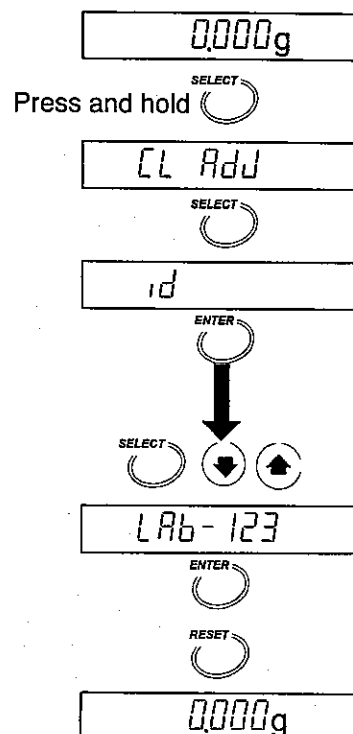 0.000g
SELECT
Press and hold
CL AdJ
SELECT
id
ENTER
SELECT
LAb-123
ENTER
RESET
0.000g